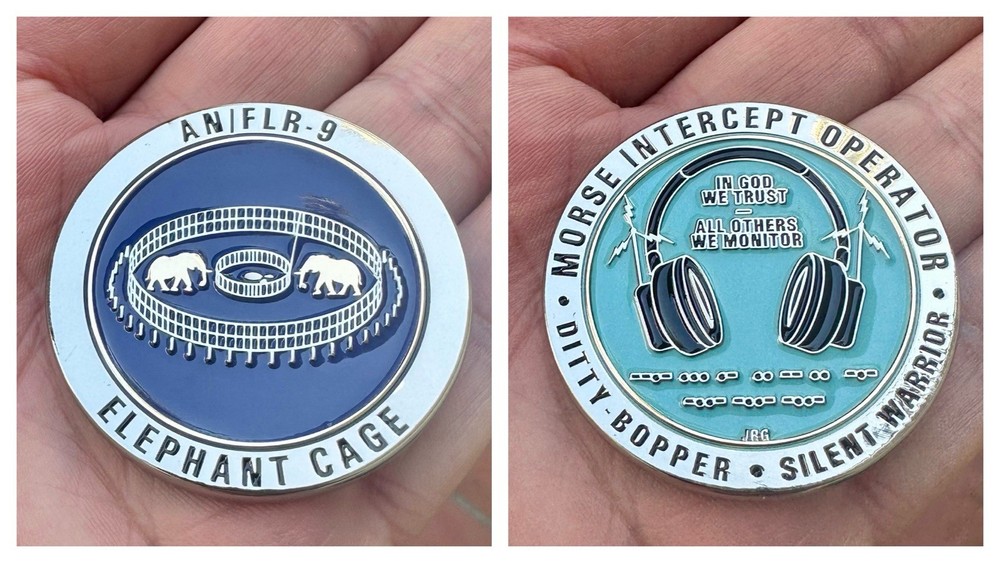 AN/FLR-9
ELEPHANT CAGE
MORSE INTERCEPT OPERATOR
IN GOD
WE TRUST
—
ALL OTHERS
WE MONITOR
JRG
• DITTY-BOPPER • SILENT WARRIOR •